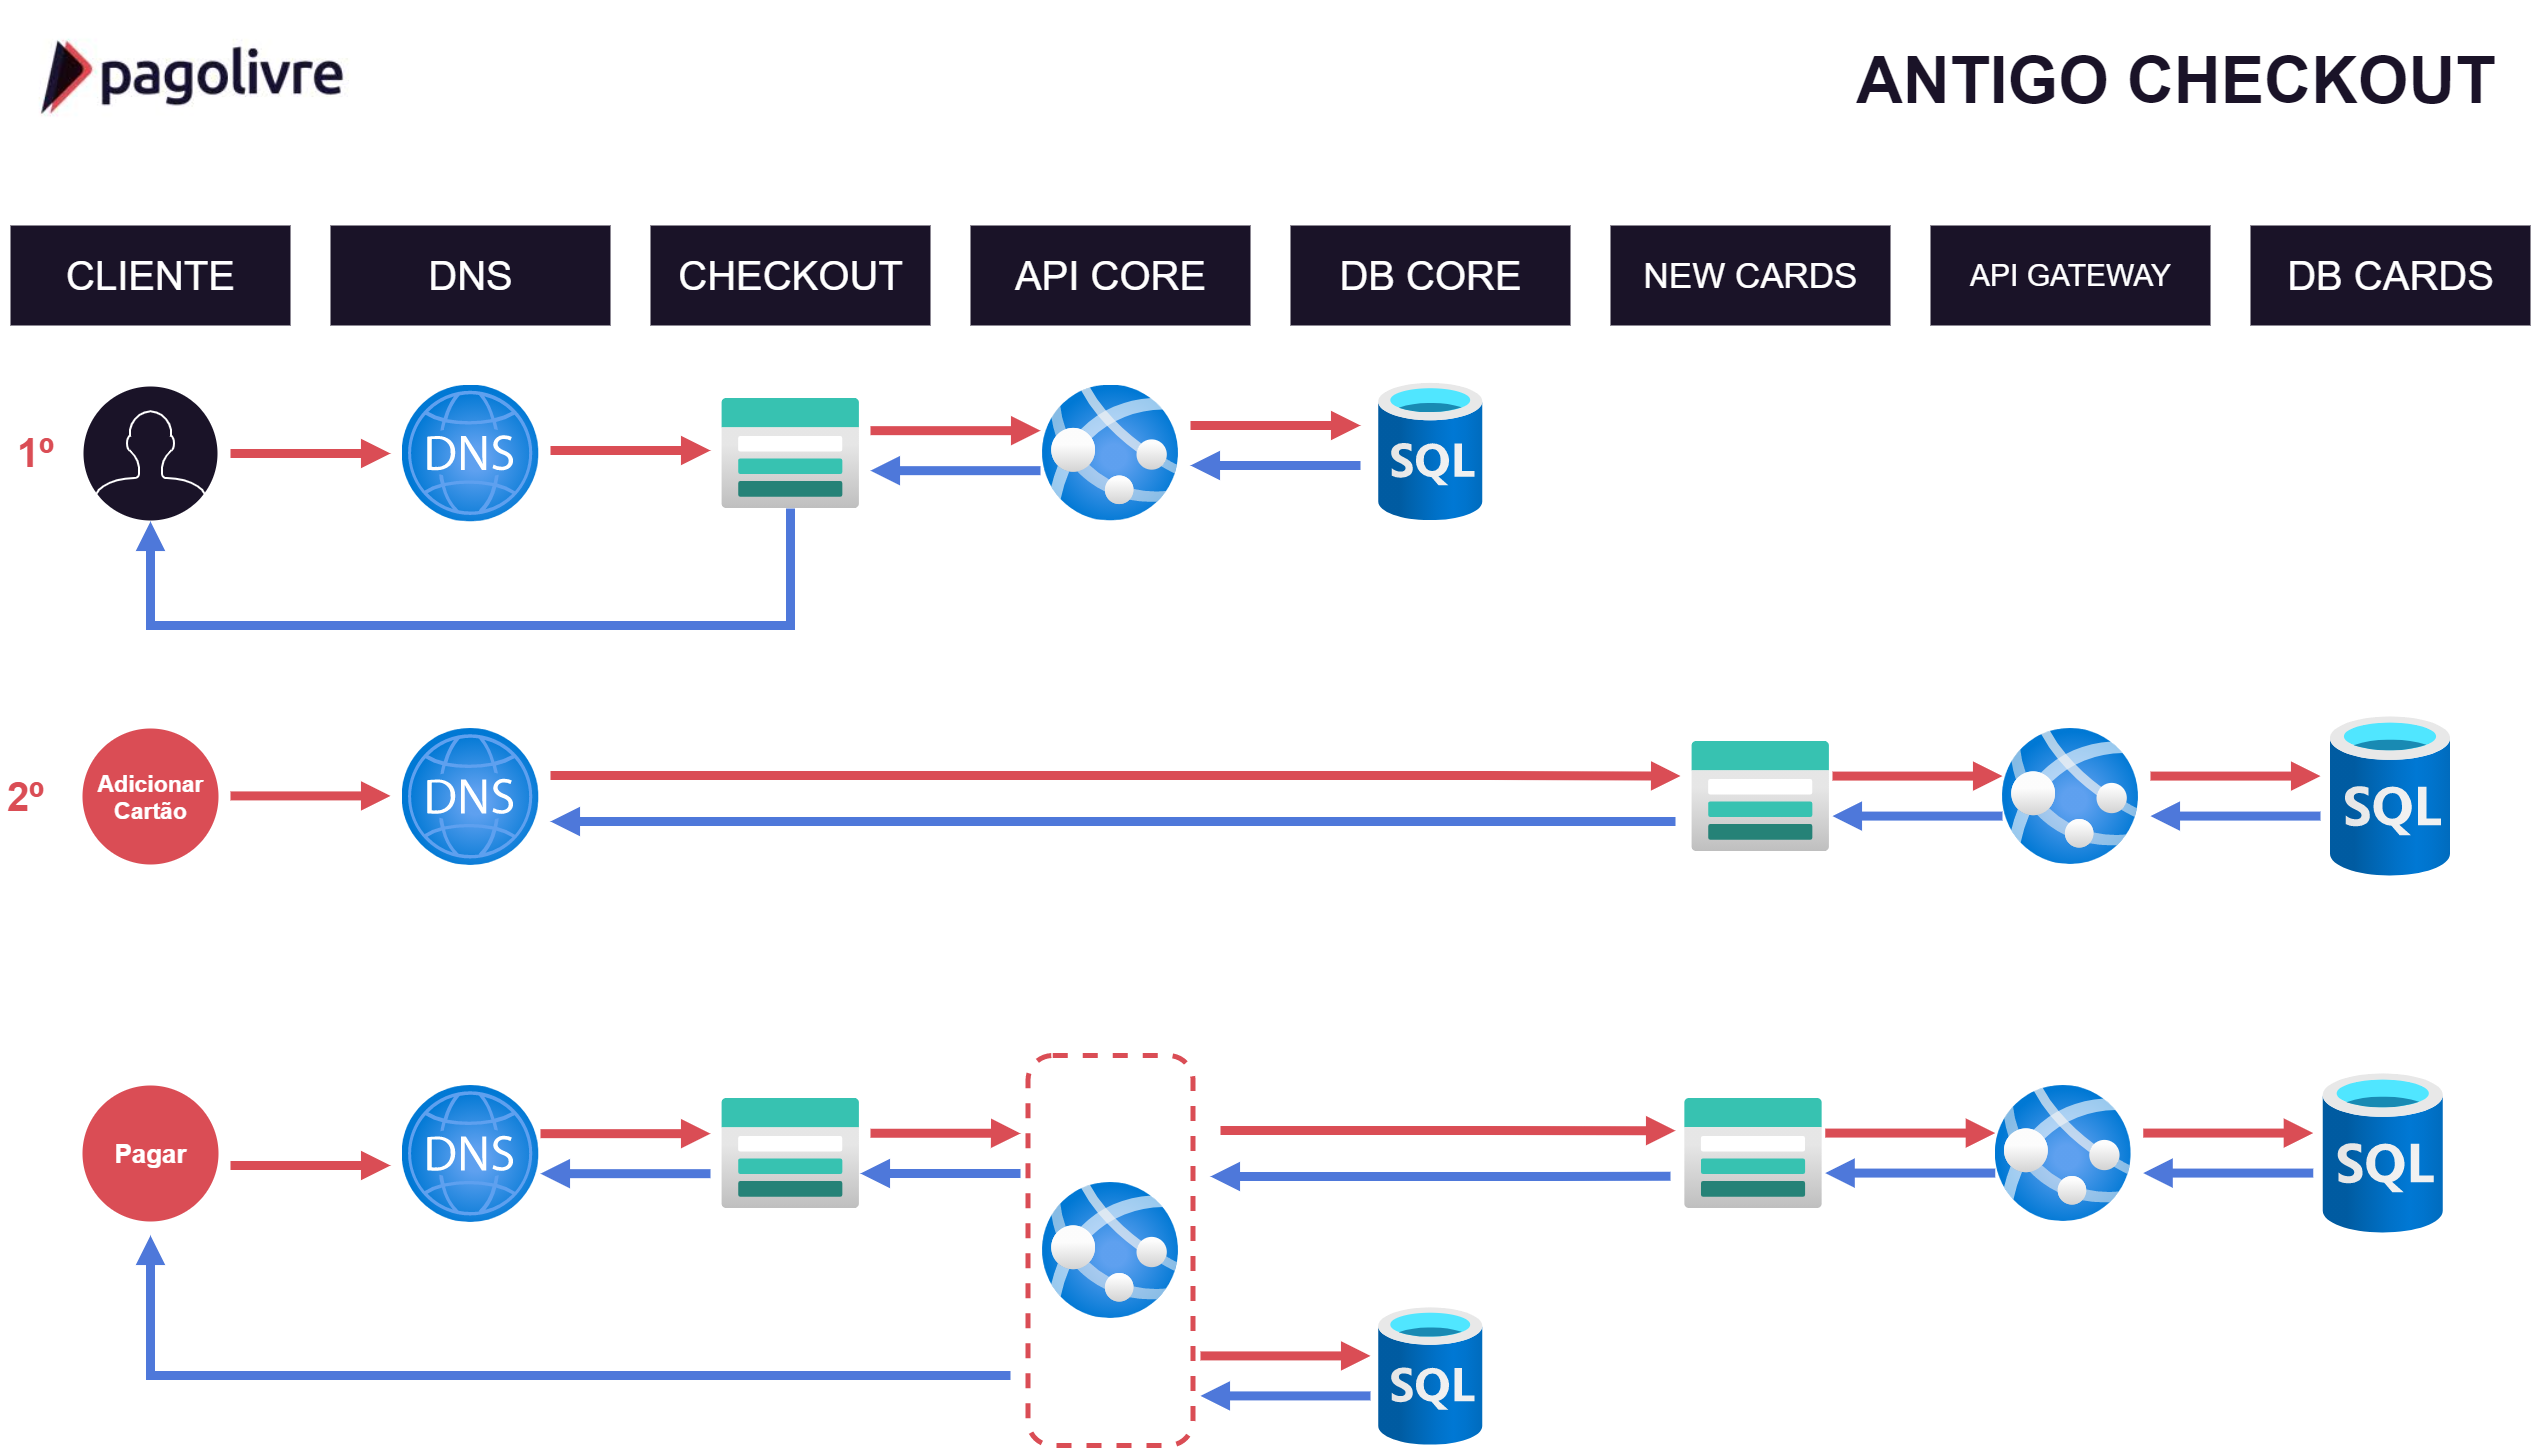 pagolivre
ANTIGO CHECKOUT
CLIENTE
DNS
CHECKOUT
API CORE
DB CORE
NEW CARDS
API GATEWAY
DB CARDS
1º
DNS
SQL
2º
Adicionar
Cartão
DNS
SQL
Pagar
DNS
SQL
SQL